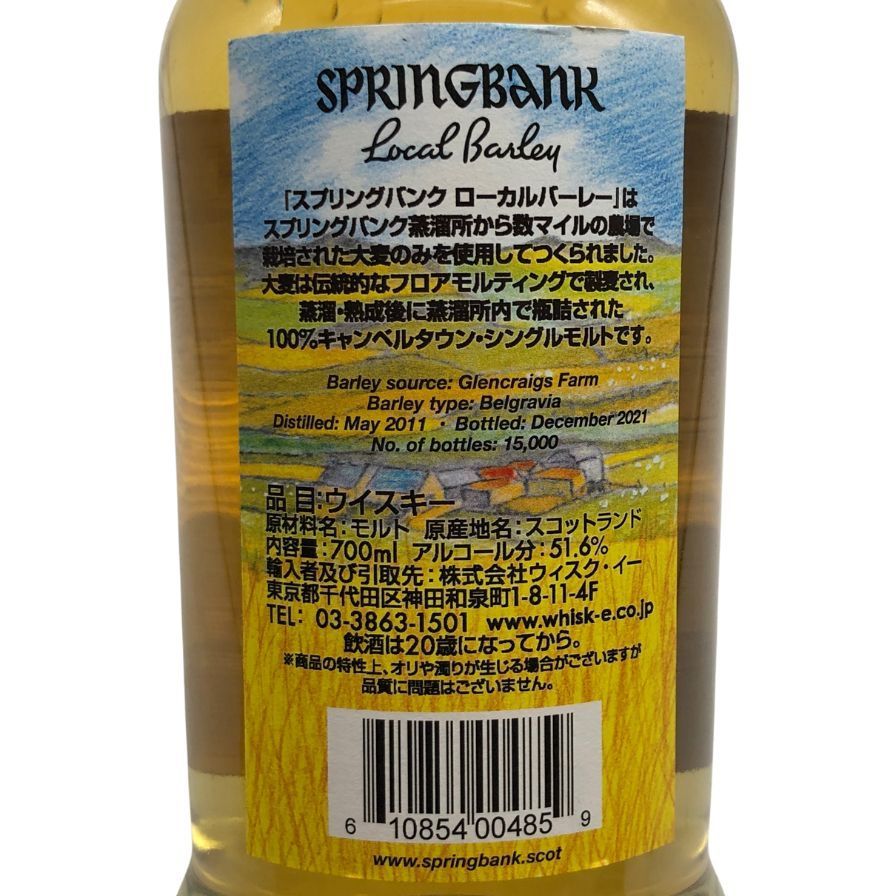 SPRINGBANK
Local Barley
「スプリングバンク ローカルバーレー」は
スプリングバンク蒸溜所から数マイルの農場で
栽培された大麦のみを使用してつくられました。
大麦は伝統的なフロアモルティングで製麦され、
蒸溜・熟成後に蒸溜所内で瓶詰された
100%キャンベルタウン・シングルモルトです。
Barley source: Glencraigs Farm
Barley type: Belgravia
Distilled: May 2011 ・ Bottled: December 2021
No. of bottles: 15,000
品 目:ウイスキー
原材料名:モルト 原産地名:スコットランド
内容量:700ml アルコール分:51.6%
輸入者及び引取先:株式会社ウィスク・イー
東京都千代田区神田和泉町1-8-11-4F
TEL: 03-3863-1501 www.whisk-e.co.jp
飲酒は20歳になってから。
※商品の特性上、オリや濁りが生じる場合がございますが
品質に問題はございません。
6 10854 00485 9
www.springbank.scot